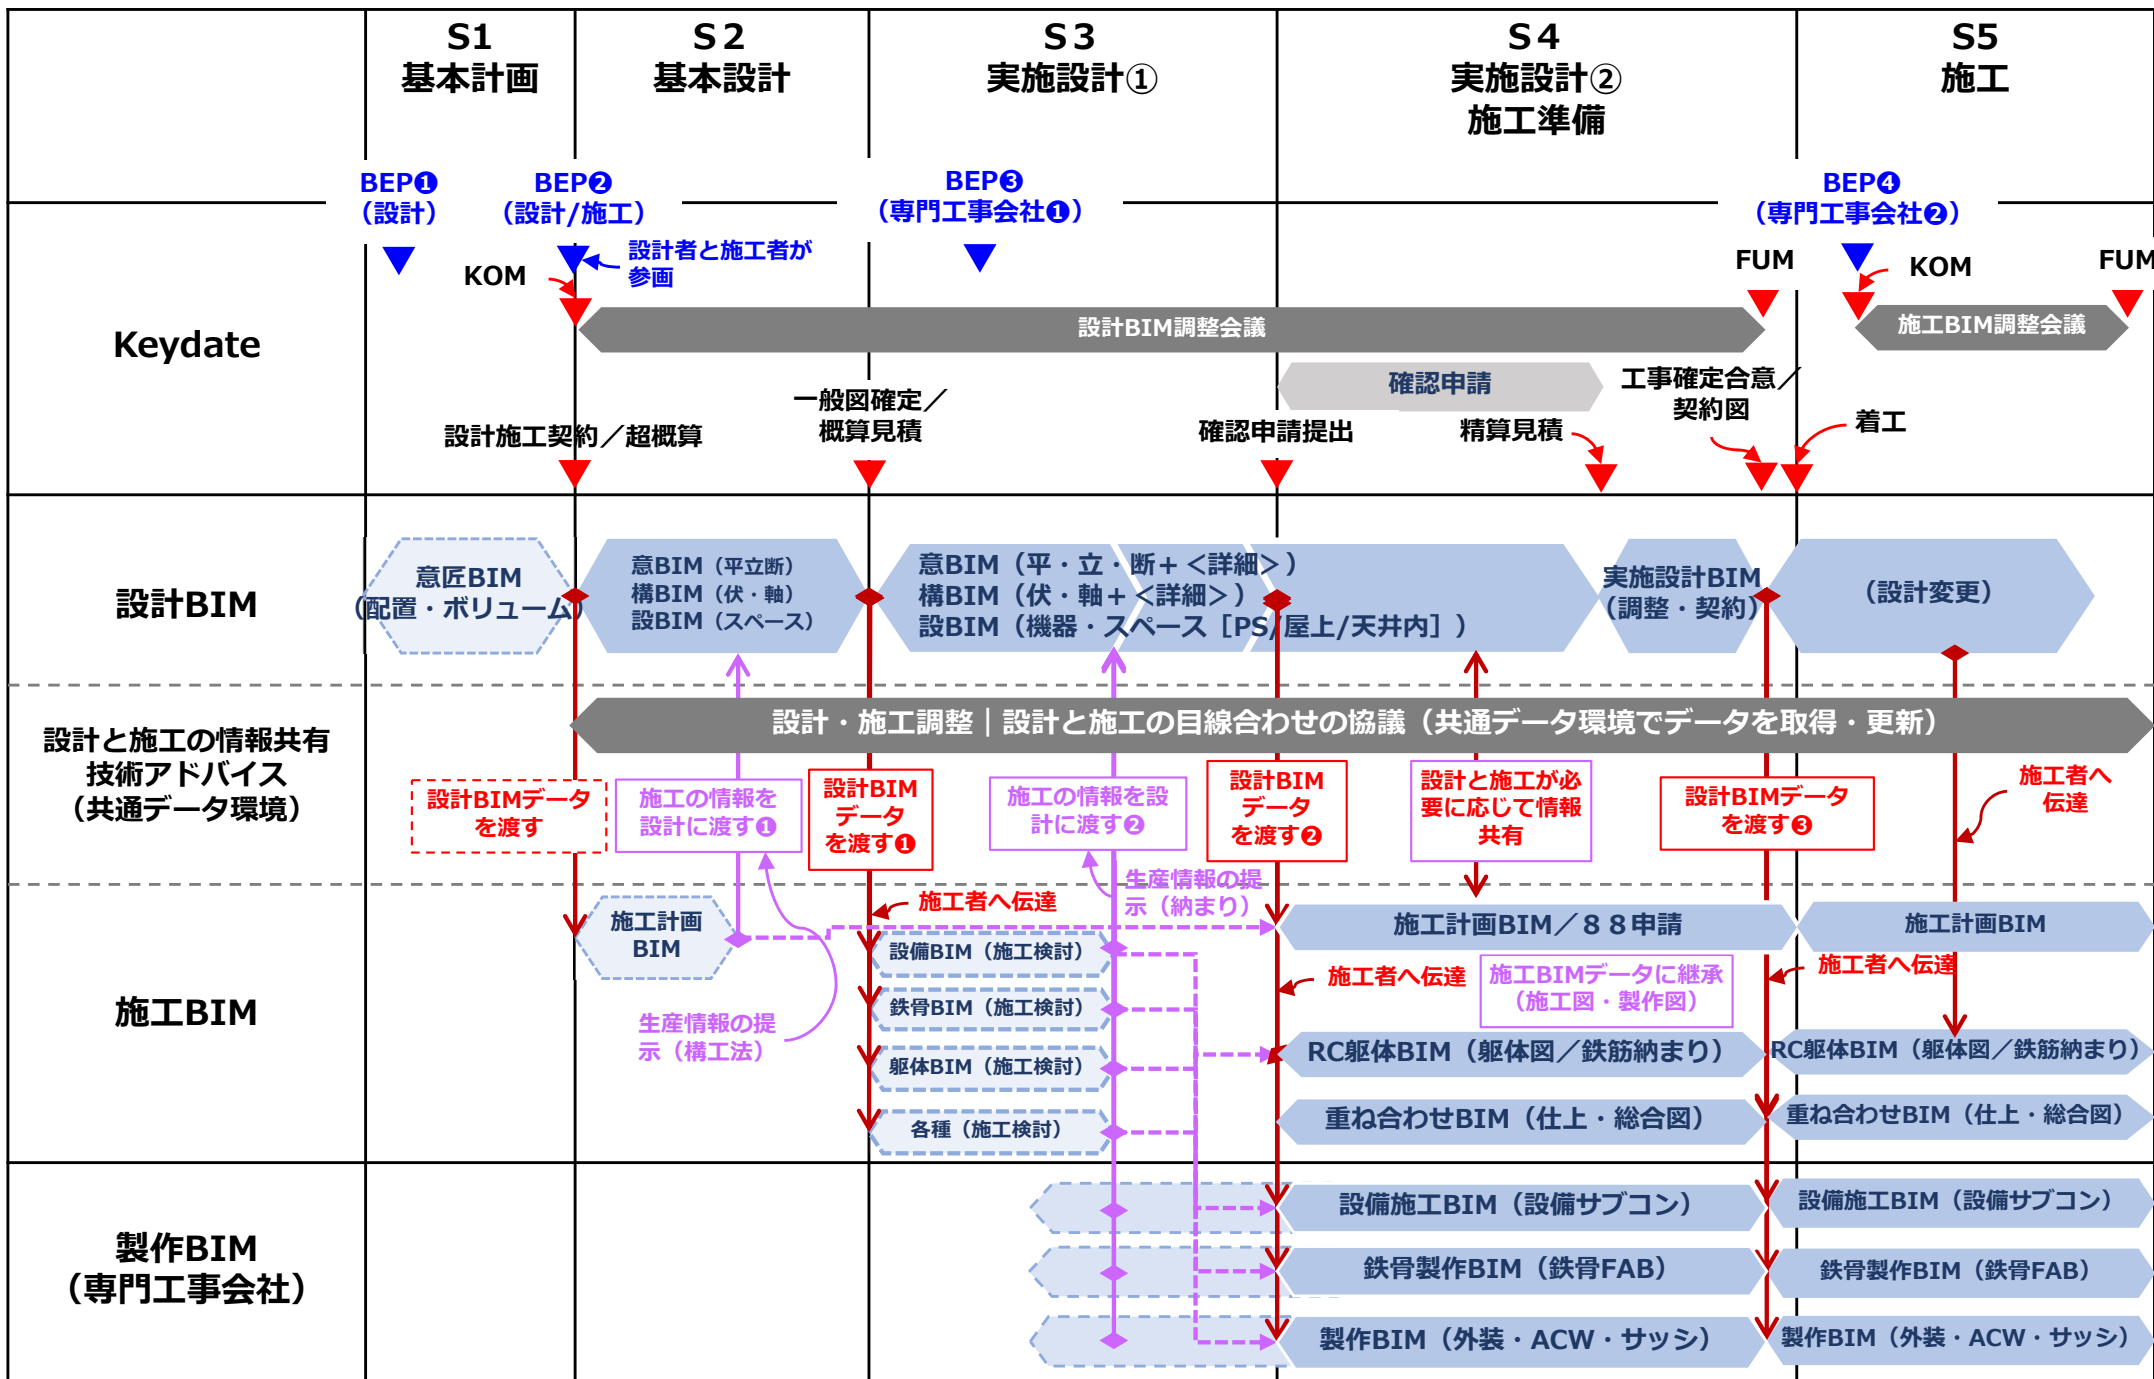 S1
基本計画
S２
基本設計
S３
実施設計①
S４
実施設計②
施工準備
S5
施工
BEP❶
（設計）
BEP❷
（設計/施工）
BEP❸
（専門工事会社❶）
BEP❹
（専門工事会社❷）
Keydate
設計者と施工者が
参画
KOM
FUM
KOM
FUM
設計BIM調整会議
施工BIM調整会議
確認申請
設計施工契約／超概算
一般図確定／
概算見積
確認申請提出
精算見積
工事確定合意／
契約図
着工
設計BIM
意匠BIM
（配置・ボリューム）
意BIM（平立断）
構BIM（伏・軸）
設BIM（スペース）
意BIM（平・立・断+＜詳細＞）
構BIM（伏・軸+＜詳細＞）
設BIM（機器・スペース［PS/屋上/天井内］）
実施設計BIM
（調整・契約）
（設計変更）
設計と施工の情報共有
技術アドバイス
（共通データ環境）
設計・施工調整｜設計と施工の目線合わせの協議（共通データ環境でデータを取得・更新）
設計BIMデータ
を渡す
施工の情報を
設計に渡す❶
設計BIM
データ
を渡す❶
施工の情報を設
計に渡す❷
設計BIM
データ
を渡す❷
設計と施工が必
要に応じて情報
共有
設計BIMデータ
を渡す❸
施工者へ
伝達
施工BIM
施工計画
BIM
生産情報の提
示（構工法）
施工者へ伝達
生産情報の提
示（納まり）
設備BIM（施工検討）
鉄骨BIM（施工検討）
躯体BIM（施工検討）
各種（施工検討）
施工計画BIM／８８申請
施工計画BIM
施工者へ伝達
施工BIMデータに継承
（施工図・製作図）
施工者へ伝達
RC躯体BIM（躯体図／鉄筋納まり）
RC躯体BIM（躯体図／鉄筋納まり）
重ね合わせBIM（仕上・総合図）
重ね合わせBIM（仕上・総合図）
製作BIM
（専門工事会社）
設備施工BIM（設備サブコン）
設備施工BIM（設備サブコン）
鉄骨製作BIM（鉄骨FAB）
鉄骨製作BIM（鉄骨FAB）
製作BIM（外装・ACW・サッシ）
製作BIM（外装・ACW・サッシ）